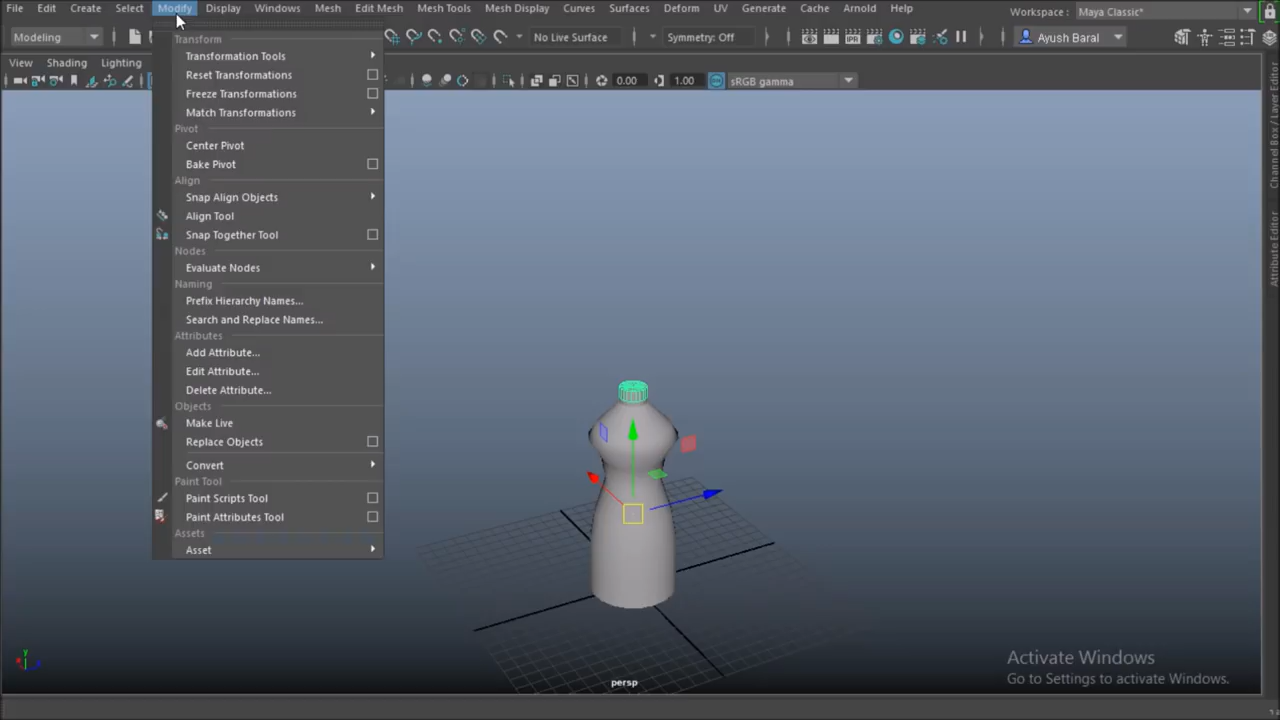 File Edit Create Select Modify Display Windows Mesh Edit Mesh Mesh Tools Mesh Display Curves Surfaces Deform UV Generate Cache Arnold Help
Workspace : Maya Classic*
Modeling
No Live Surface
Symmetry: Off
Ayush Baral
View Shading Lighting
0.00
1.00
sRGB gamma
Transform
Transformation Tools
Reset Transformations
Freeze Transformations
Match Transformations
Pivot
Center Pivot
Bake Pivot
Align
Snap Align Objects
Align Tool
Snap Together Tool
Nodes
Evaluate Nodes
Naming
Prefix Hierarchy Names...
Search and Replace Names...
Attributes
Add Attribute...
Edit Attribute...
Delete Attribute...
Objects
Make Live
Replace Objects
Convert
Paint Tool
Paint Scripts Tool
Paint Attributes Tool
Assets
Asset
Channel Box / Layer Editor
Attribute Editor
IPR
y
persp
Activate Windows
Go to Settings to activate Windows.